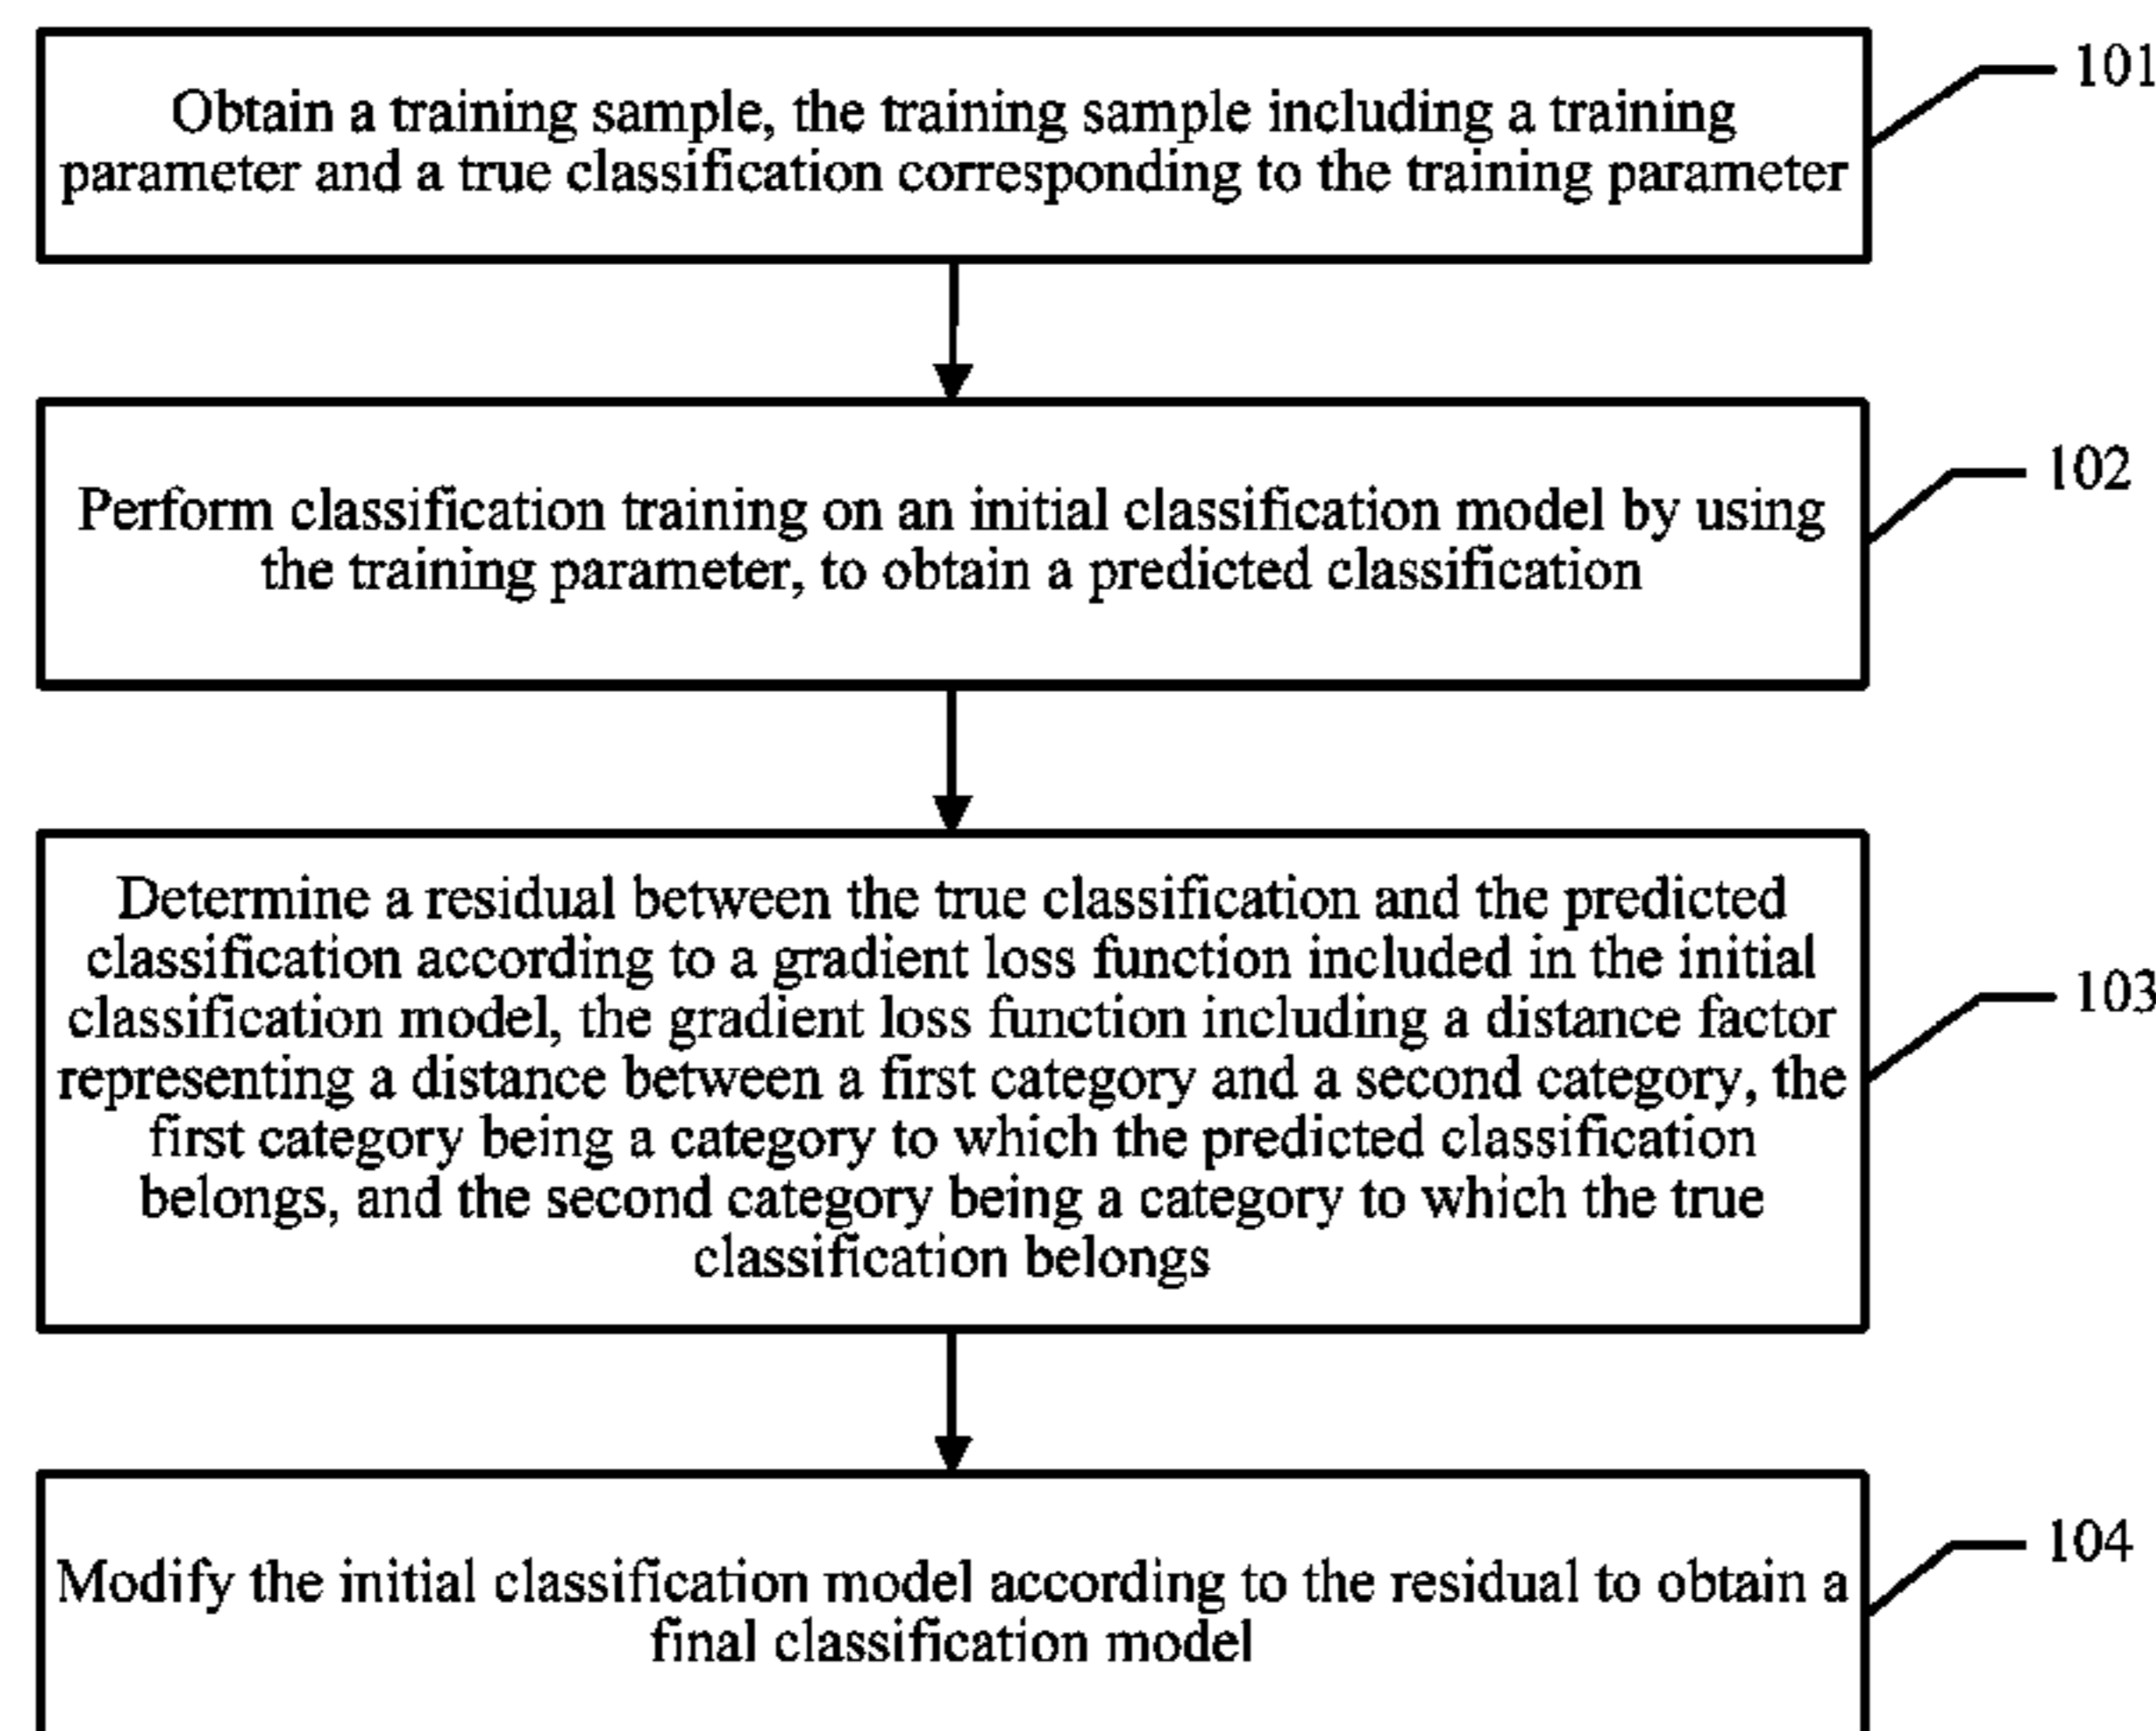 Obtain a training sample, the training sample including a training
parameter and a true classification corresponding to the training parameter
101
Perform classification training on an initial classification model by using
the training parameter, to obtain a predicted classification
102
Determine a residual between the true classification and the predicted
classification according to a gradient loss function included in the initial
classification model, the gradient loss function including a distance factor
representing a distance between a first category and a second category, the
first category being a category to which the predicted classification
belongs, and the second category being a category to which the true
classification belongs
103
Modify the initial classification model according to the residual to obtain a
final classification model
104